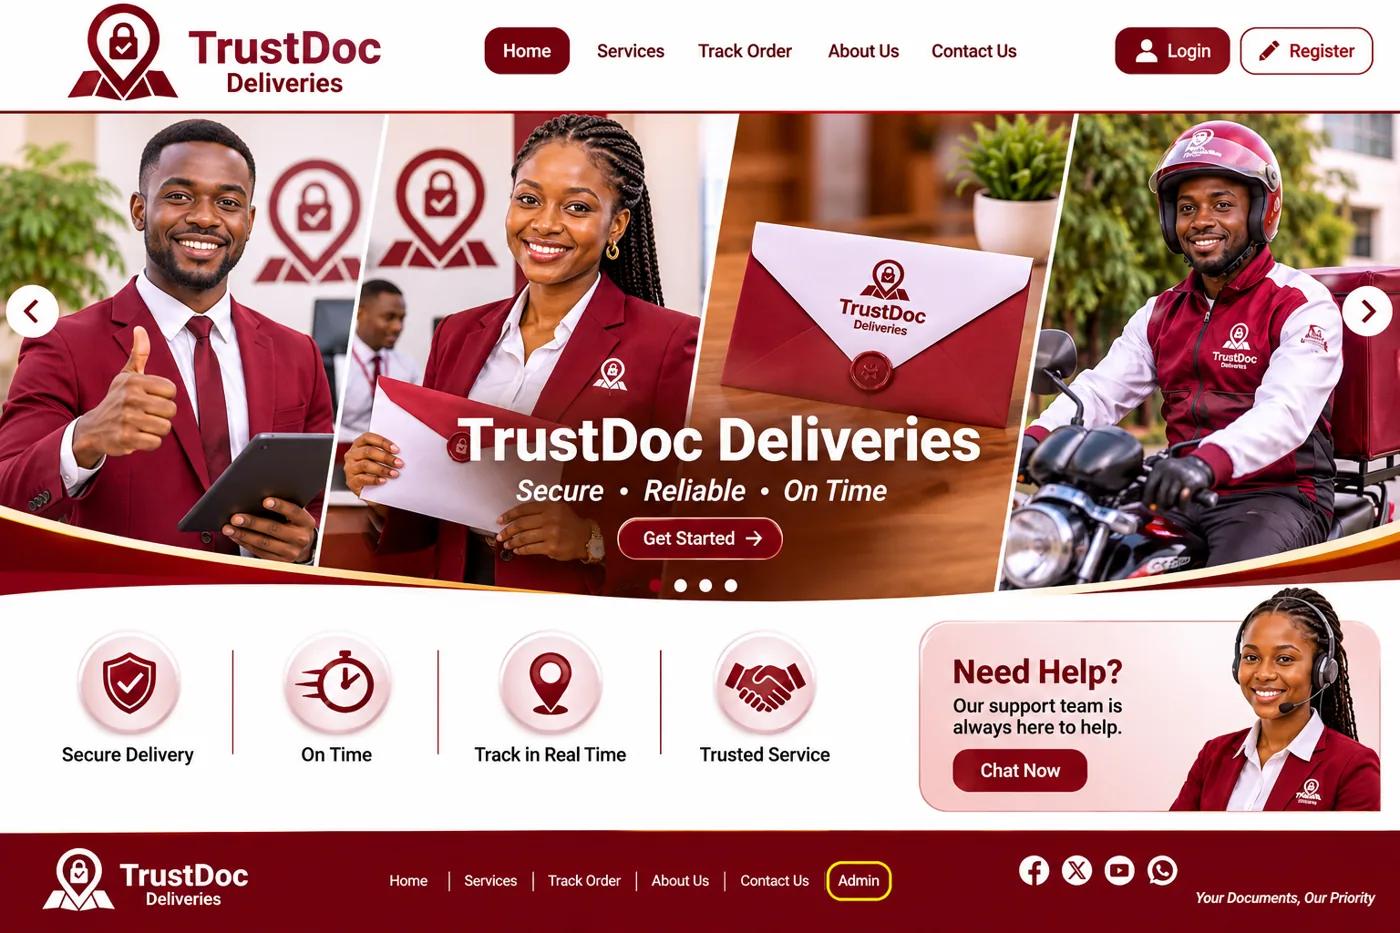 TrustDoc
Deliveries
Home
Services
Track Order
About Us
Contact Us
Login
Register
TrustDoc
Deliveries
TrustDoc
Deliveries
TrustDoc Deliveries
Secure • Reliable • On Time
Get Started →
Secure Delivery
On Time
Track in Real Time
Trusted Service
Need Help?
Our support team is
always here to help.
Chat Now
TrustDoc
Deliveries
Home
Services
Track Order
About Us
Contact Us
Admin
Your Documents, Our Priority